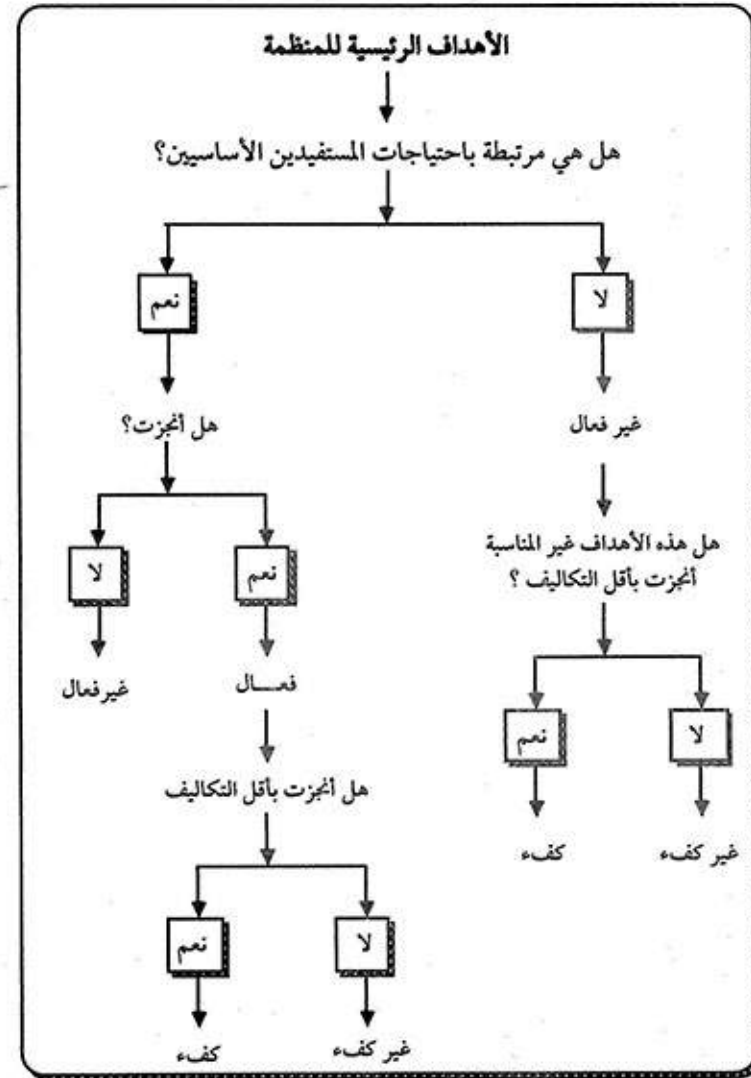 الأهداف الرئيسية للمنظمة
هل هي مرتبطة باحتياجات المستفيدين الأساسيين؟
لا
نعم
غير فعال
هل أنجزت؟
هل هذه الأهداف غير المناسبة
أنجزت بأقل التكاليف ؟
نعم
لا
فعـــال
غير فعال
لا
نعم
هل أنجزت بأقل التكاليف
غير كفء
كفء
لا
نعم
غير كفء
كفء